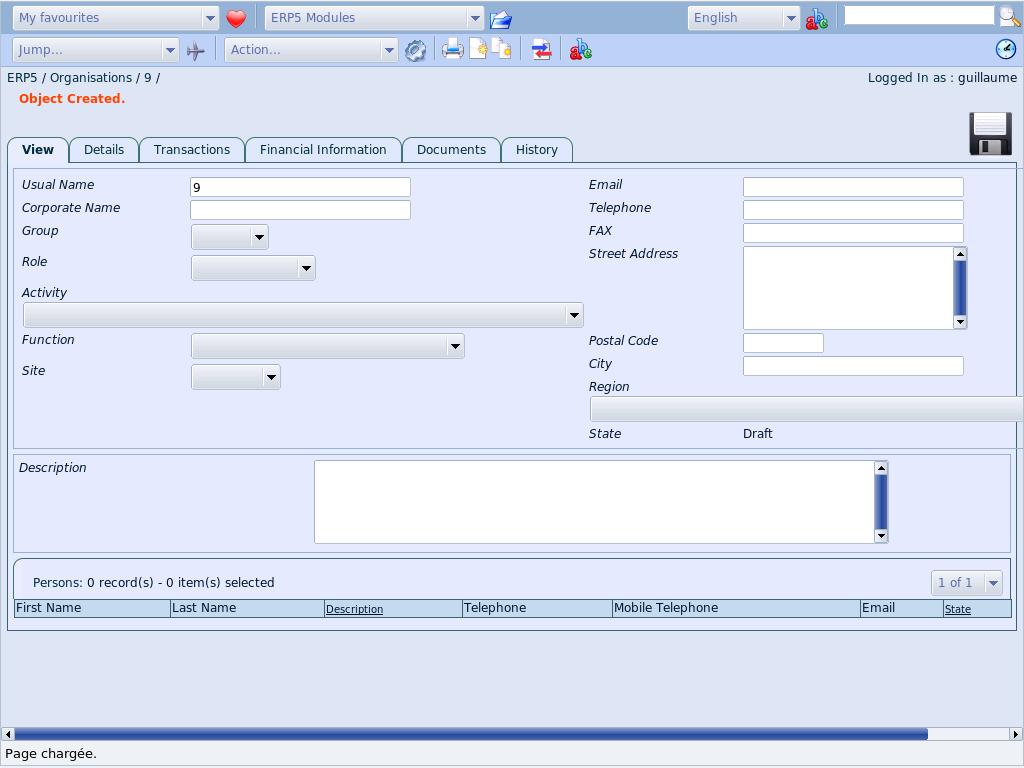 My favourites ERP5 Modules English
Jump... Action...
ERP5 / Organisations / 9 / Logged In as : guillaume
Object Created.
View Details Transactions Financial Information Documents History
Usual Name 9 Email
Corporate Name Telephone
Group FAX
Role Street Address
Activity
Function Postal Code
Site City
Region
State Draft
Description
Persons: 0 record(s) - 0 item(s) selected 1 of 1
First Name Last Name Description Telephone Mobile Telephone Email State
Page chargée.